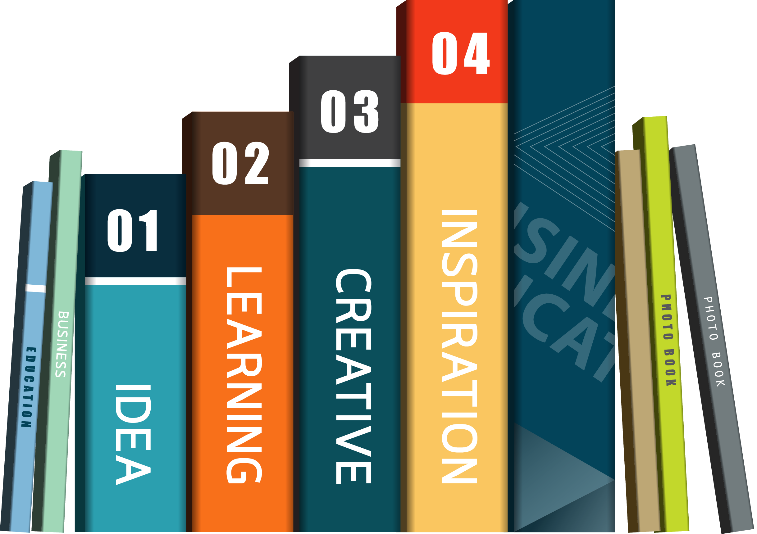 EDUCATION
BUSINESS
01
IDEA
02
LEARNING
03
CREATIVE
04
INSPIRATION
PHOTO BOOK
PHOTO BOOK